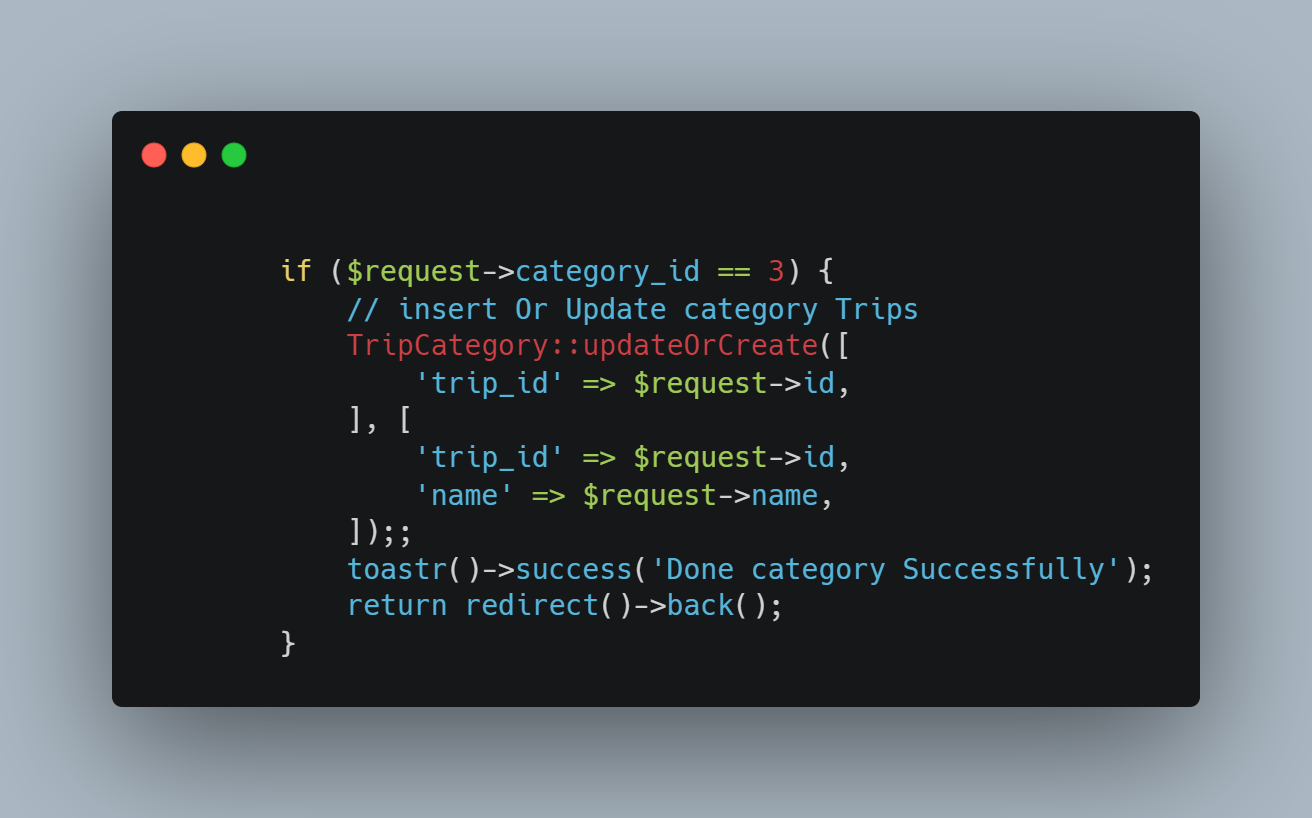 if ($request->category_id == 3) {
// insert Or Update category Trips
TripCategory::updateOrCreate([
'trip_id' => $request->id,
], [
'trip_id' => $request->id,
'name' => $request->name,
]);;
toastr()->success('Done category Successfully');
return redirect()->back();
}